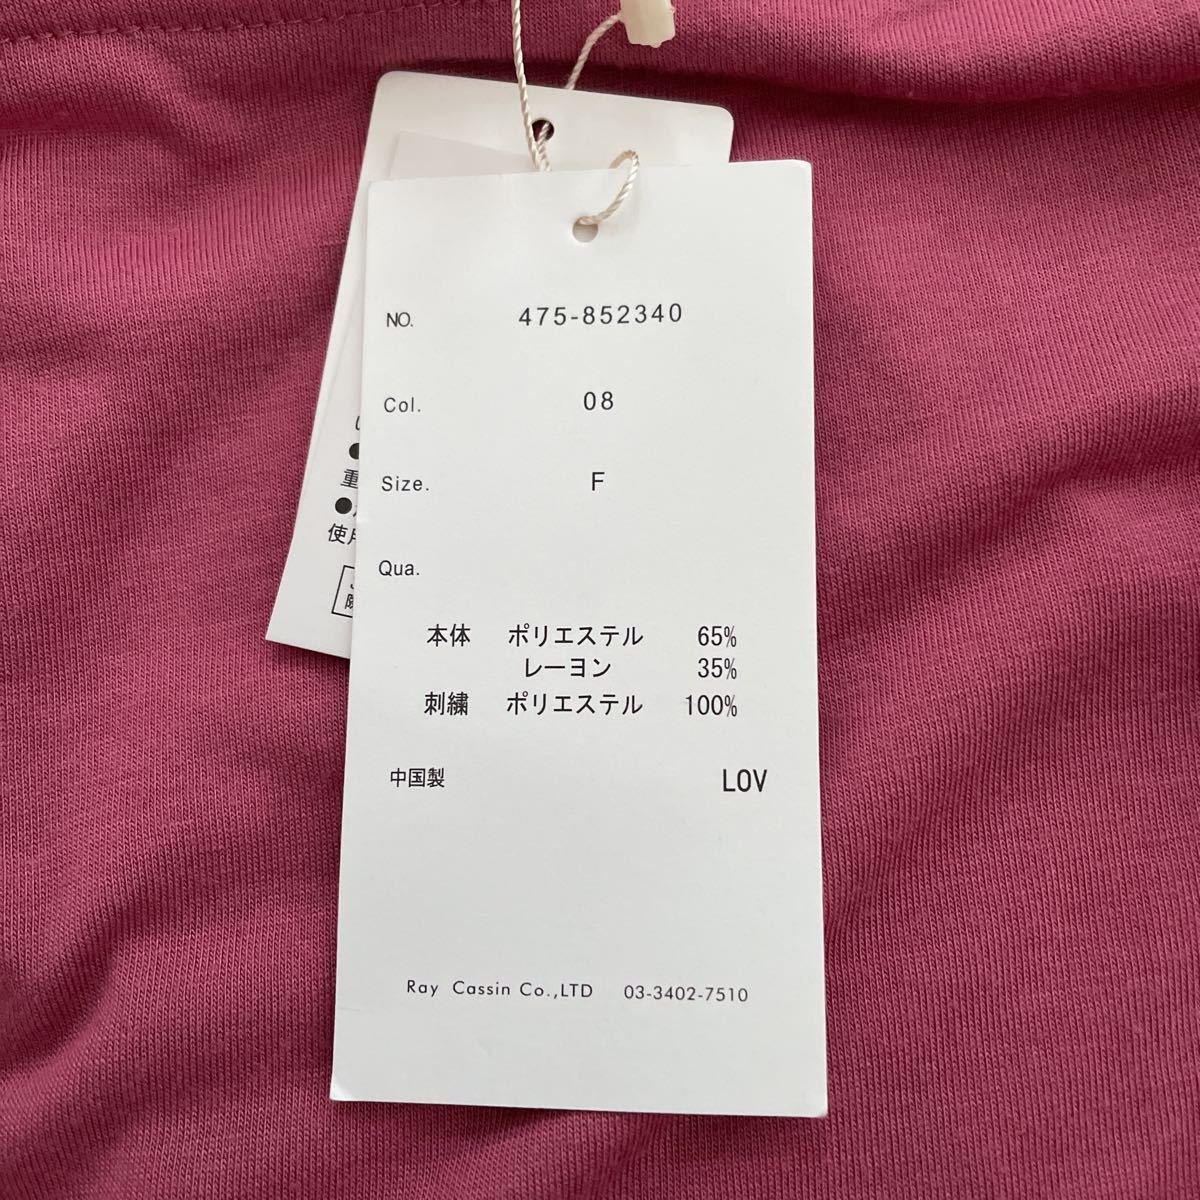 NO. 475-852340
Col. 08
Size. F
Qua.
本体 ポリエステル 65%
レーヨン 35%
刺繍 ポリエステル 100%
中国製 LOV
Ray Cassin Co.,LTD 03-3402-7510
重
使用